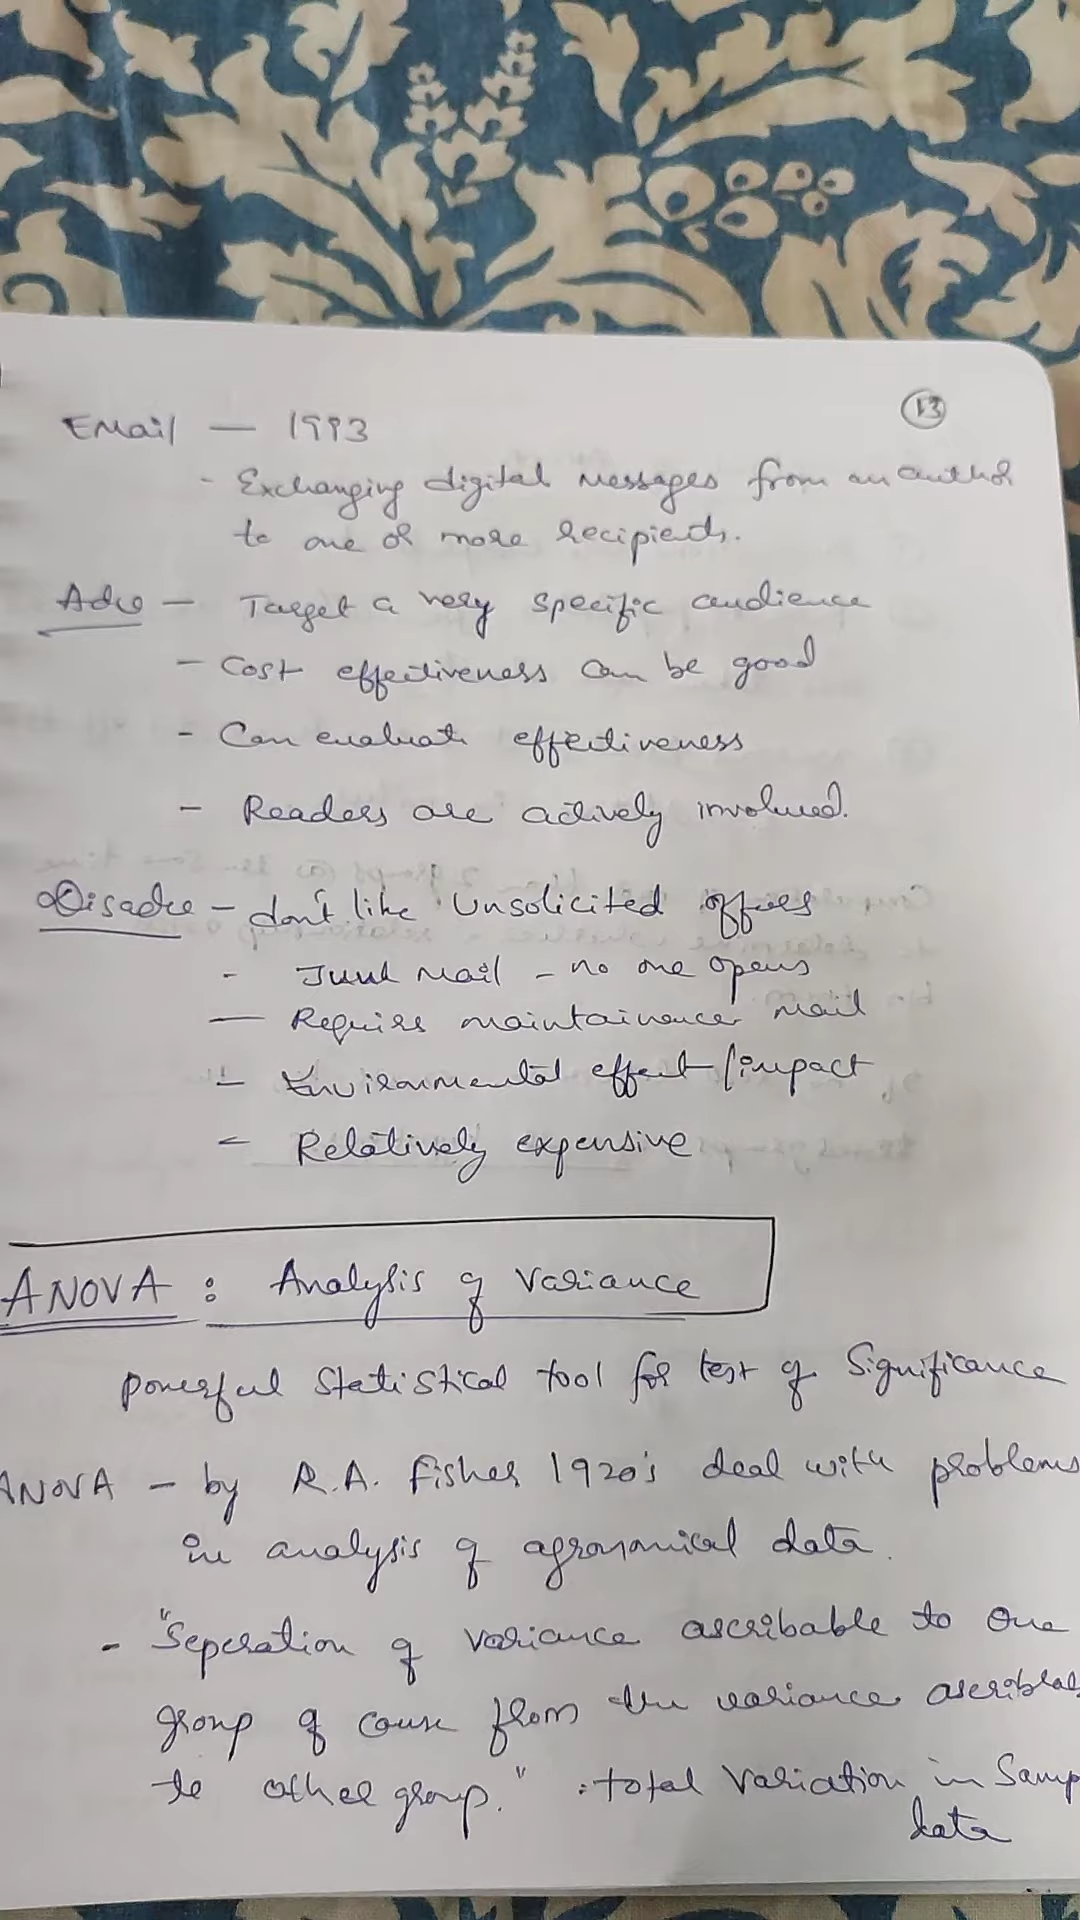 13
Email — 1993
- Exchanging digital messages from an author
to one or more recipients.
Adv — Target a very specific audience
- Cost effectiveness can be good
- Can evaluate effectiveness
- Readers are actively involved.
Disadv - don't like Unsolicited offers
- Junk mail - no one opens
— Requires maintainence mail
- Environmental effect/impact
- Relatively expensive
ANOVA : Analysis of Variance
powerful Statistical tool for test of Significance
ANOVA - by R.A. Fisher 1920's deal with problems
in analysis of agronomical data.
- "Seperation of variance ascribable to One
group of cause from the variance
to other group." : total Variation in Samp
data